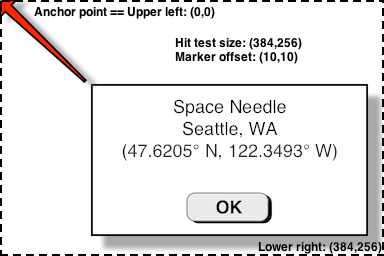 Anchor point == Upper left: (0,0)
Hit test size: (384,256)
Marker offset: (10,10)
Space Needle
Seattle, WA
(47.6205° N, 122.3493° W)
OK
Lower right: (384,256)